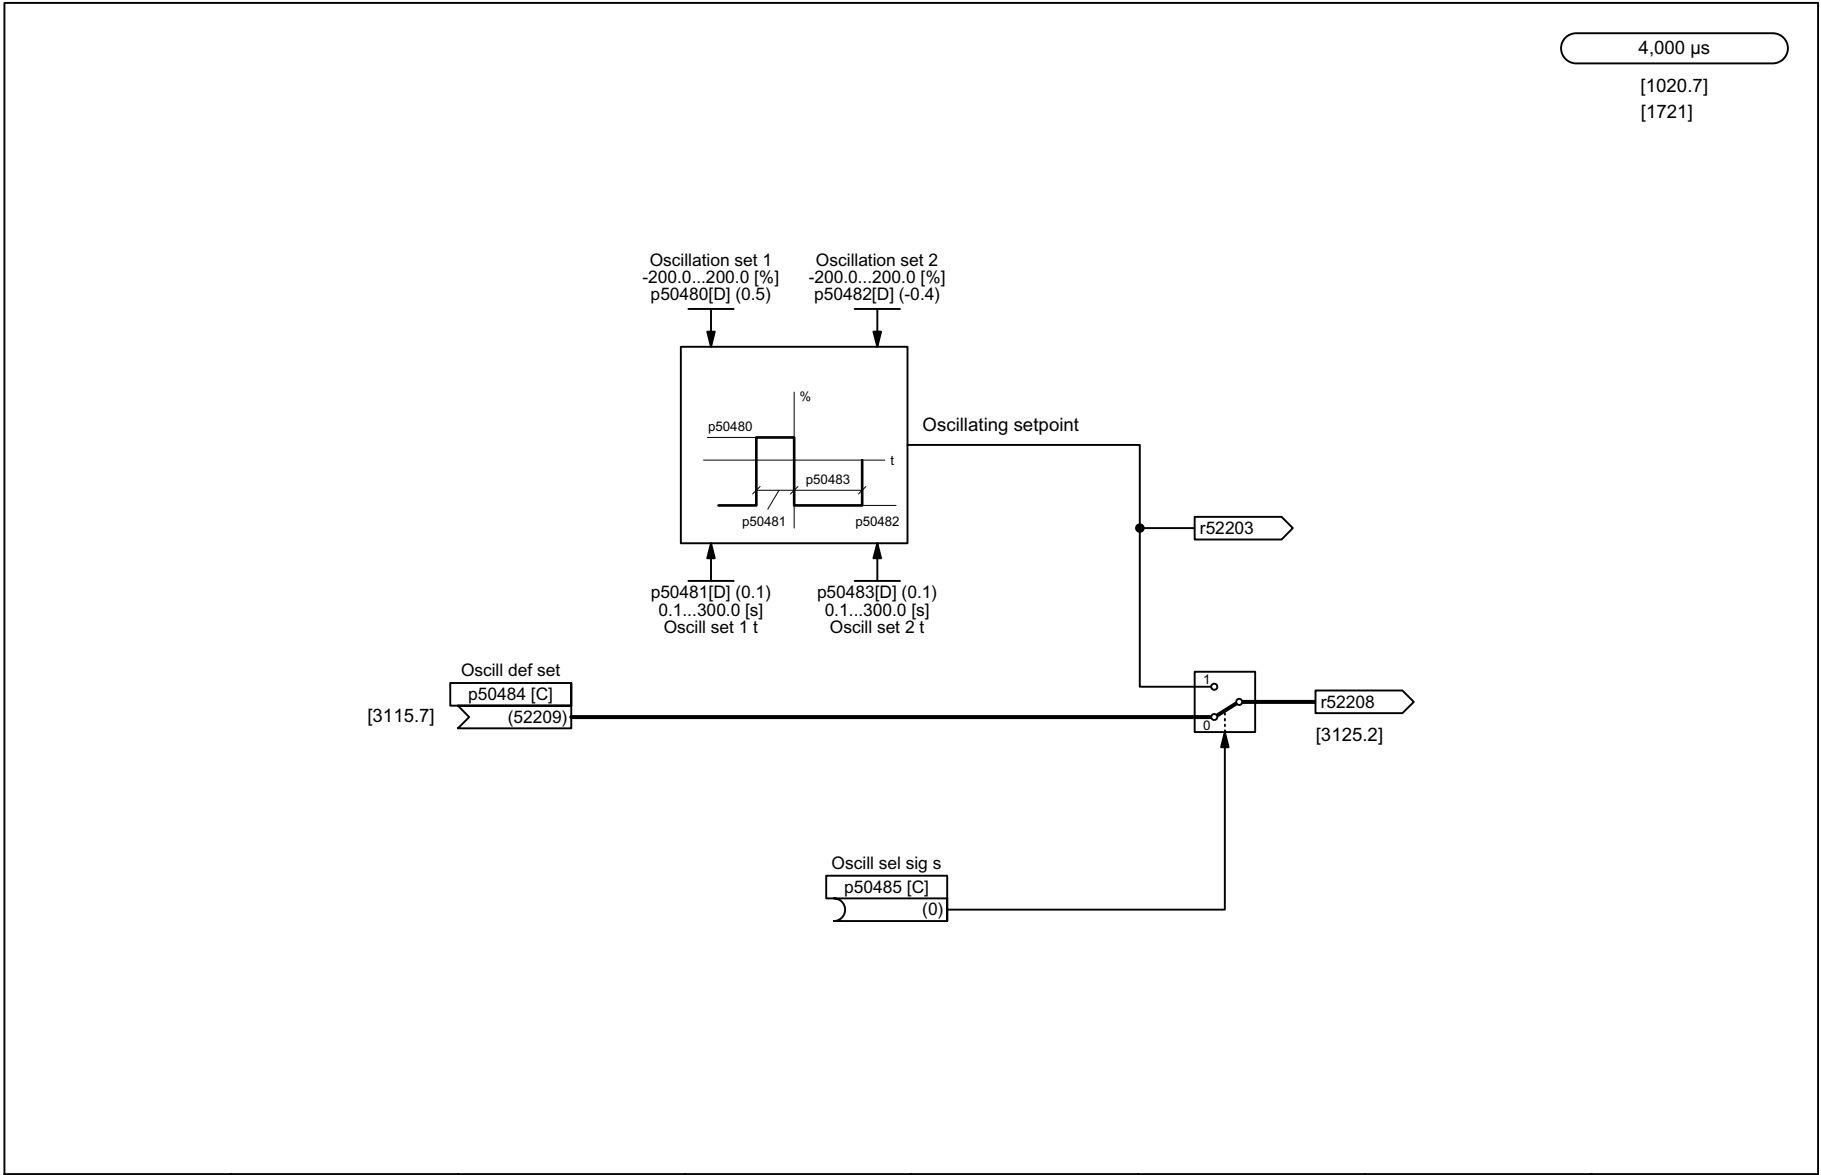 4,000 µs
[1020.7]
[1721]
Oscillation set 1
-200.0...200.0 [%]
p50480[D] (0.5)
Oscillation set 2
-200.0...200.0 [%]
p50482[D] (-0.4)
%
p50480
t
p50483
p50481
p50482
Oscillating setpoint
r52203
p50481[D] (0.1)
0.1...300.0 [s]
Oscill set 1 t
p50483[D] (0.1)
0.1...300.0 [s]
Oscill set 2 t
Oscill def set
p50484 [C]
[3115.7]
(52209)
1
0
r52208
[3125.2]
Oscill sel sig s
p50485 [C]
(0)